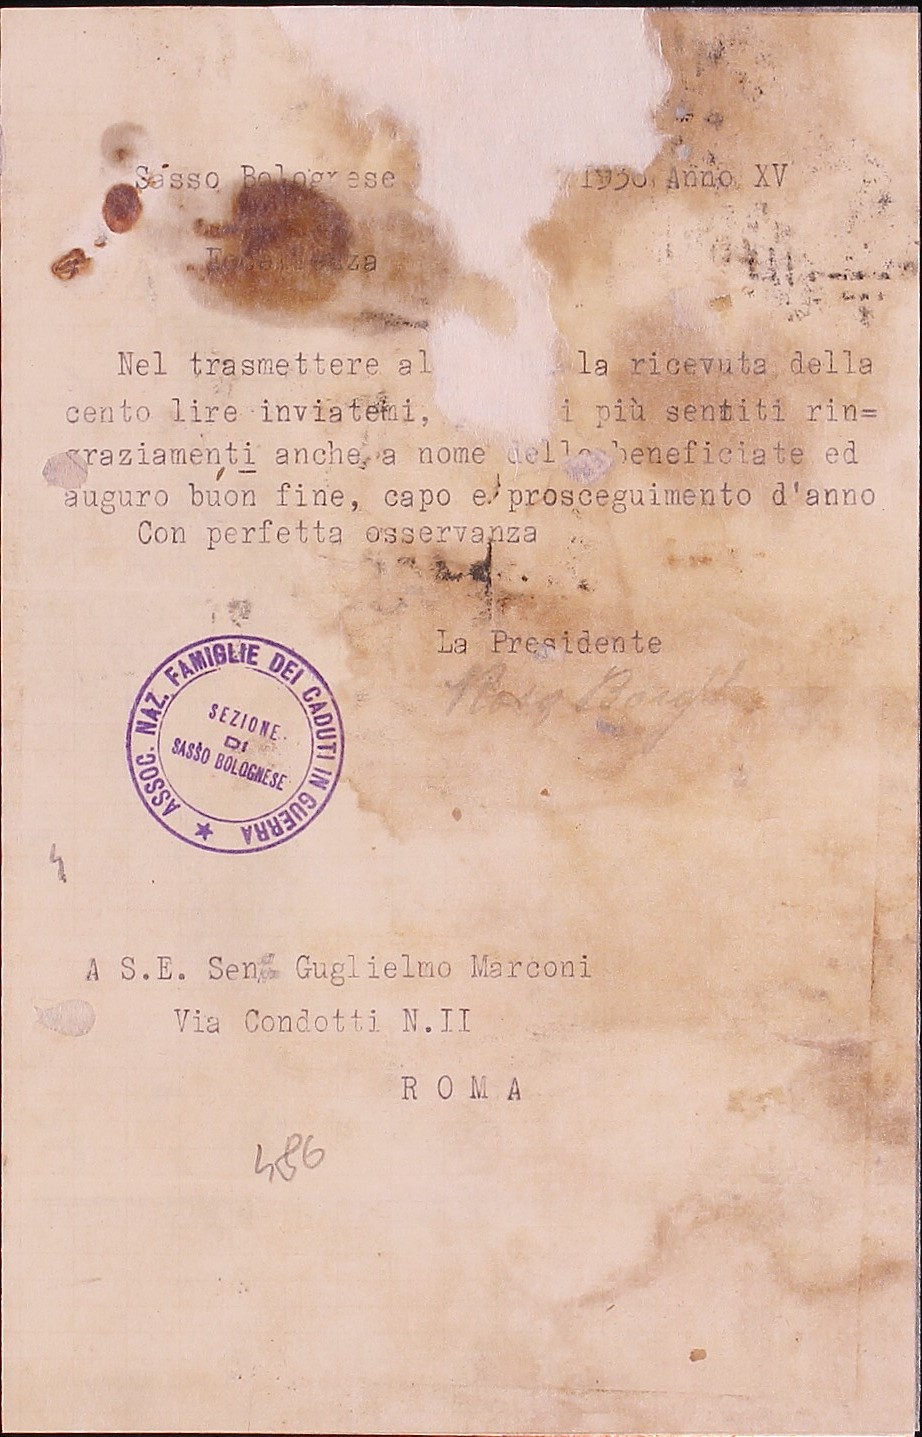 Sasso Bolognese 1936 Anno XV
Eccellenza
Nel trasmettere al la ricevuta della
cento lire inviatemi, i più sentiti rin=
graziamenti anche a nome delle beneficiate ed
auguro buon fine, capo e prosceguimento d'anno
Con perfetta osservanza
La Presidente
Rosa
ASSOC. NAZ. FAMIGLIE DEI CADUTI IN GUERRA
SEZIONE
DI
SASSO BOLOGNESE
A S.E. Sen. Guglielmo Marconi
Via Condotti N.II
ROMA
486